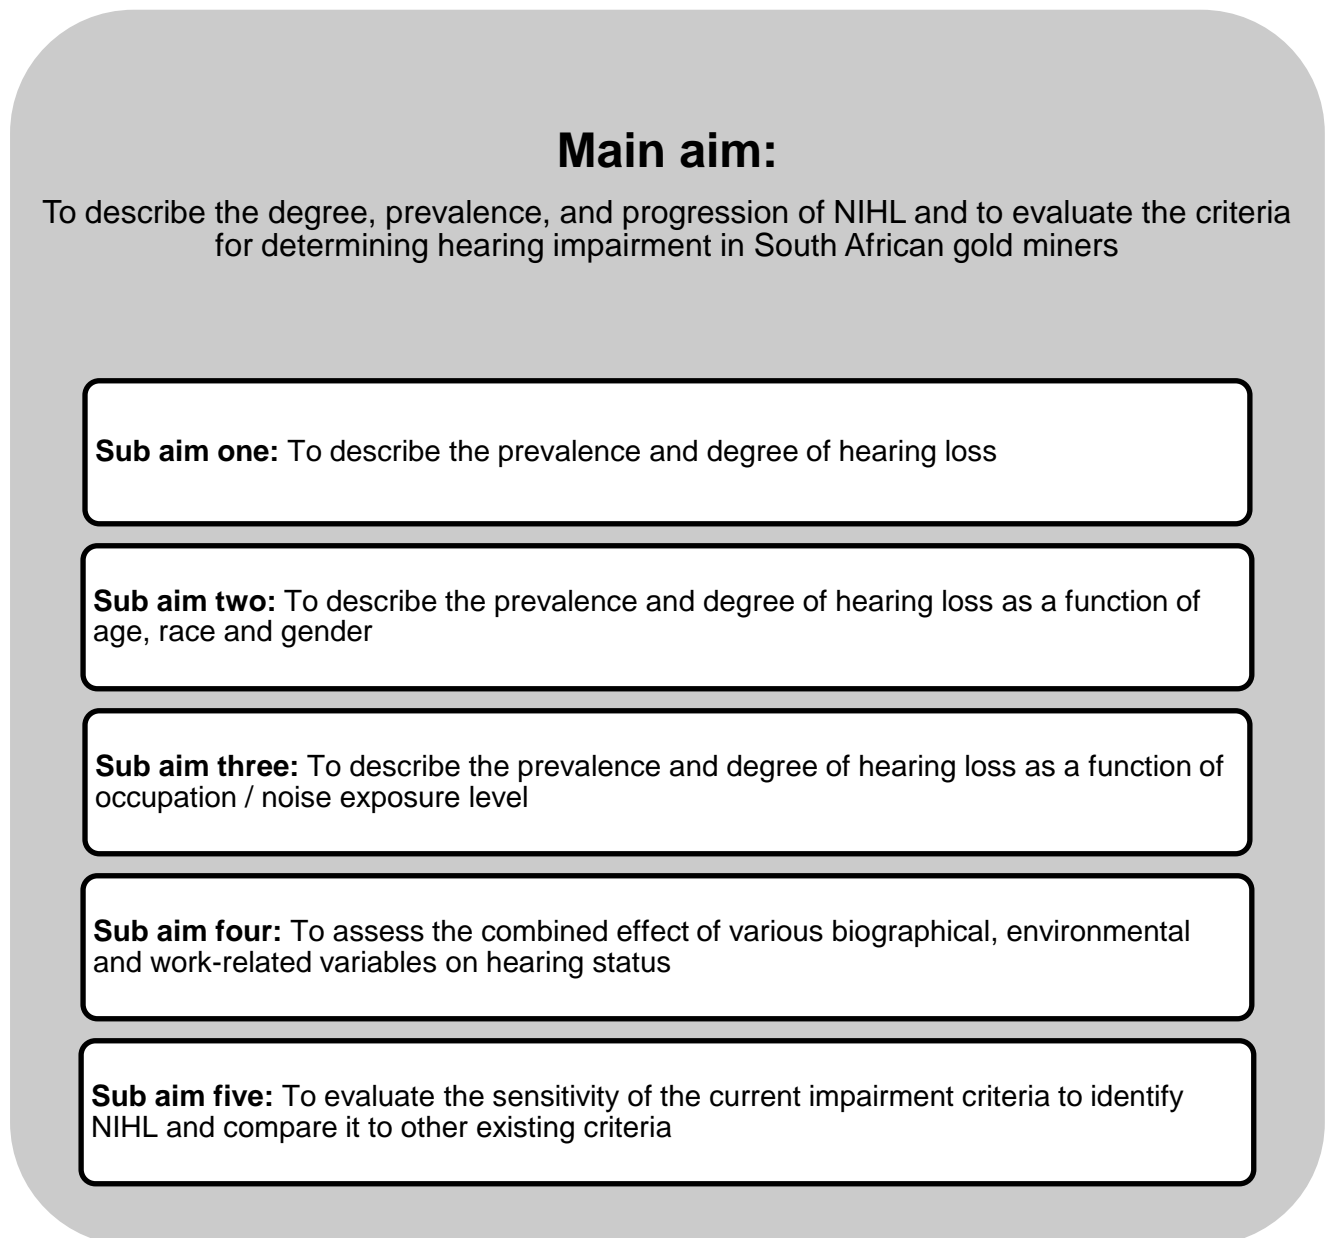 Main aim:
To describe the degree, prevalence, and progression of NIHL and to evaluate the criteria
for determining hearing impairment in South African gold miners
Sub aim one: To describe the prevalence and degree of hearing loss
Sub aim two: To describe the prevalence and degree of hearing loss as a function of
age, race and gender
Sub aim three: To describe the prevalence and degree of hearing loss as a function of
occupation / noise exposure level
Sub aim four: To assess the combined effect of various biographical, environmental
and work-related variables on hearing status
Sub aim five: To evaluate the sensitivity of the current impairment criteria to identify
NIHL and compare it to other existing criteria